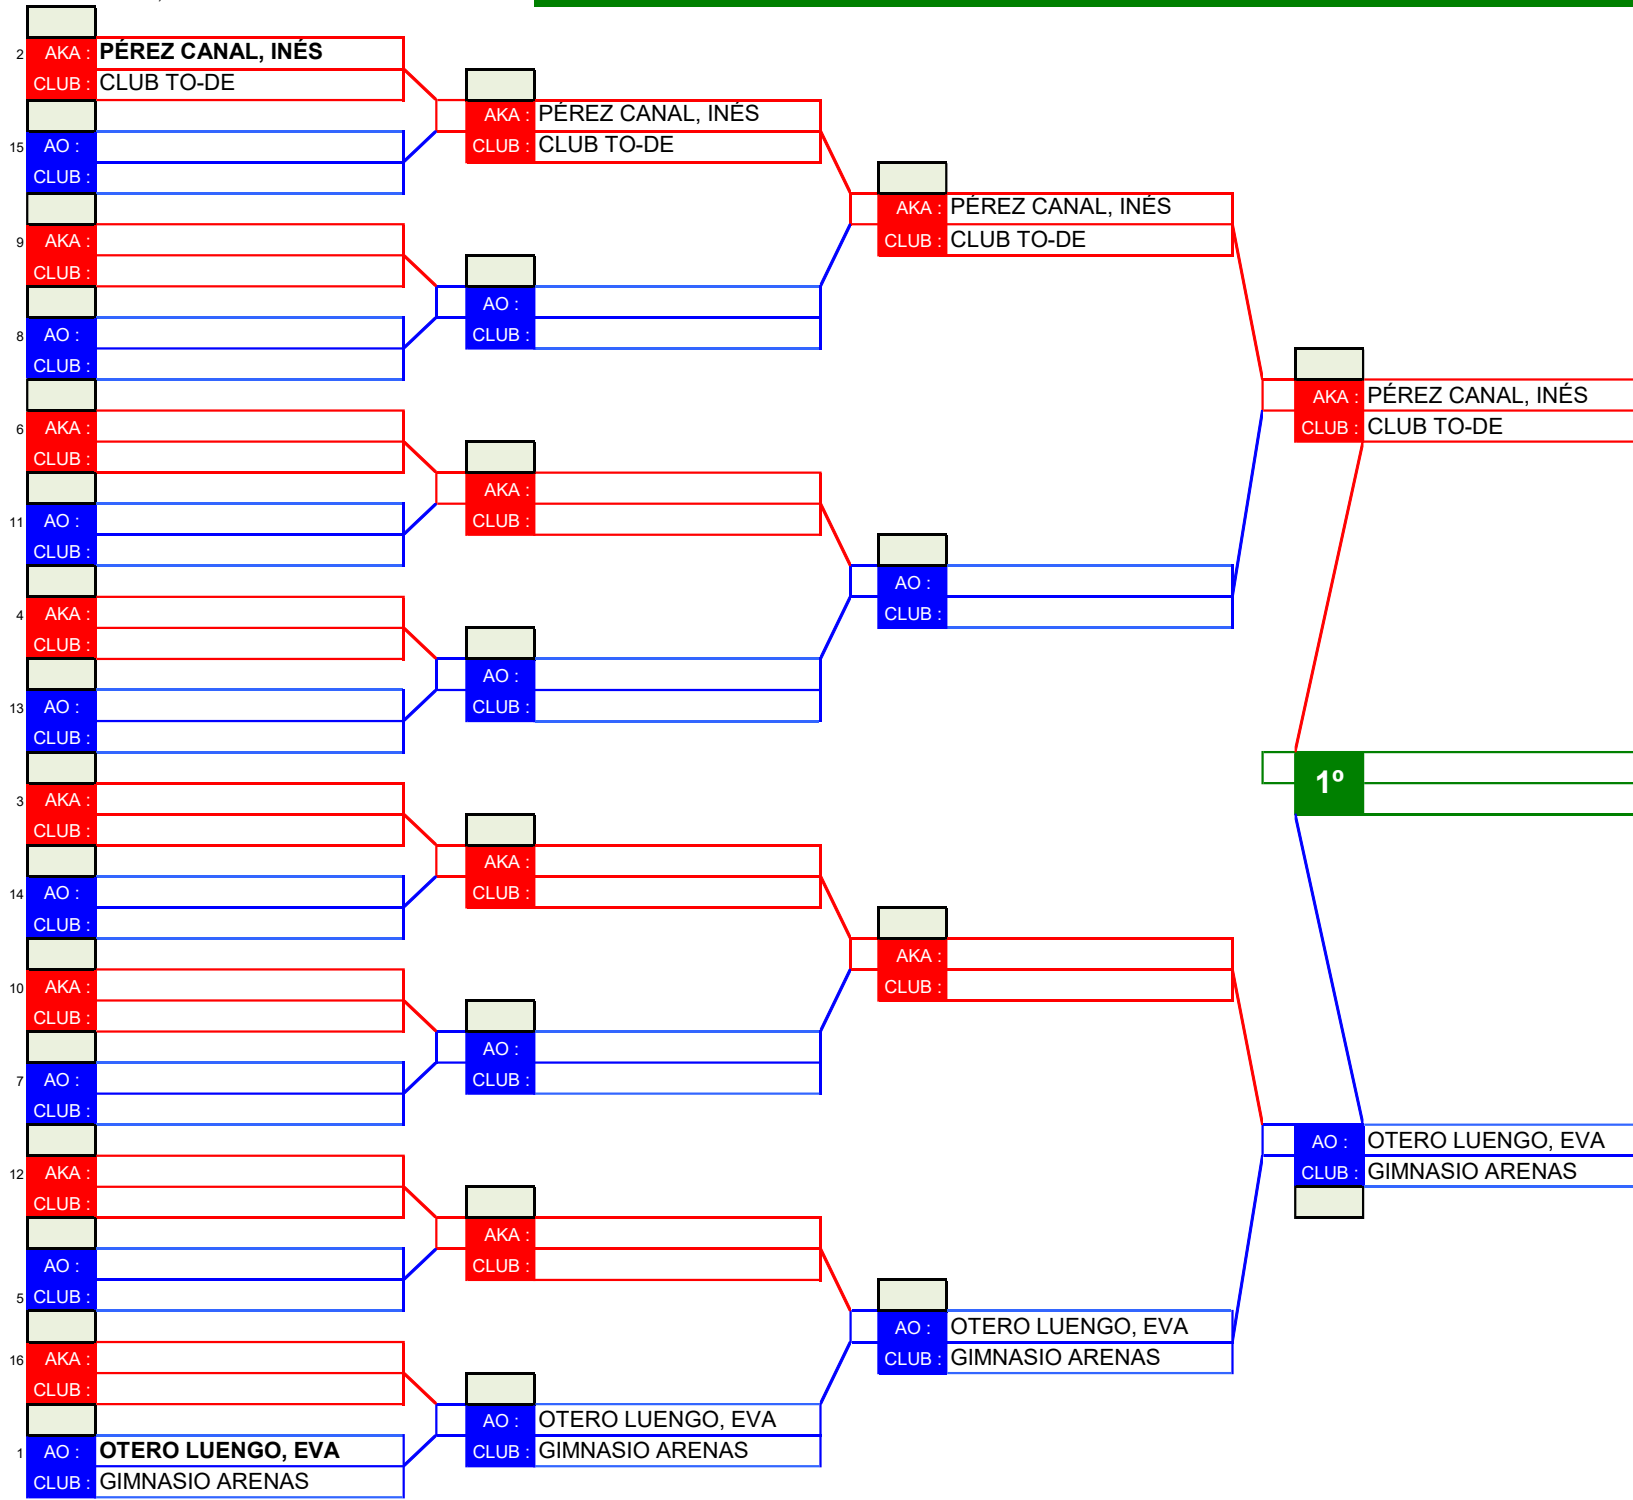 2 AKA : PÉREZ CANAL, INÉS
CLUB : CLUB TO-DE
15 AO :
CLUB :
9 AKA :
CLUB :
8 AO :
CLUB :
6 AKA :
CLUB :
11 AO :
CLUB :
4 AKA :
CLUB :
13 AO :
CLUB :
3 AKA :
CLUB :
14 AO :
CLUB :
10 AKA :
CLUB :
7 AO :
CLUB :
12 AKA :
CLUB :
AO :
5 CLUB :
16 AKA :
CLUB :
1 AO : OTERO LUENGO, EVA
CLUB : GIMNASIO ARENAS
AKA : PÉREZ CANAL, INÉS
CLUB : CLUB TO-DE
AO :
CLUB :
AKA :
CLUB :
AO :
CLUB :
AKA :
CLUB :
AO :
CLUB :
AKA :
CLUB :
AO : OTERO LUENGO, EVA
CLUB : GIMNASIO ARENAS
AKA : PÉREZ CANAL, INÉS
CLUB : CLUB TO-DE
AO :
CLUB :
AKA :
CLUB :
AO : OTERO LUENGO, EVA
CLUB : GIMNASIO ARENAS
AKA : PÉREZ CANAL, INÉS
CLUB : CLUB TO-DE
1º
AO : OTERO LUENGO, EVA
CLUB : GIMNASIO ARENAS